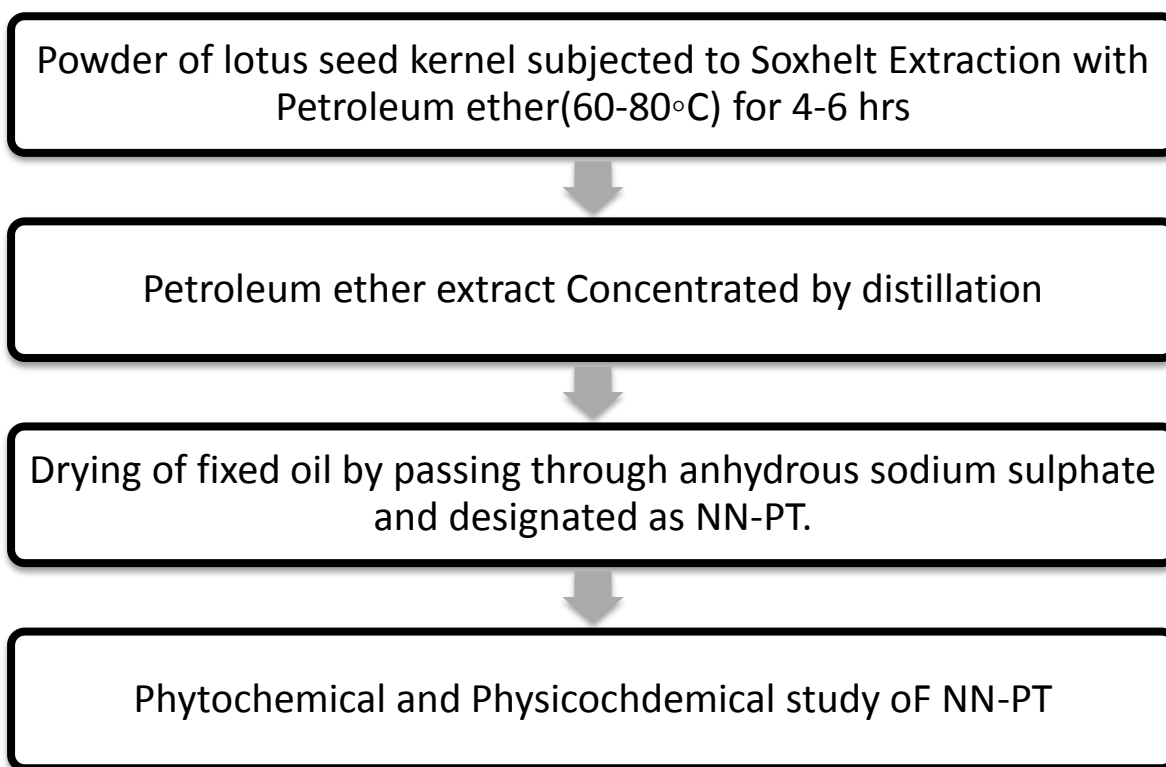 Powder of lotus seed kernel subjected to Soxhelt Extraction with
Petroleum ether(60-80◦C) for 4-6 hrs
Petroleum ether extract Concentrated by distillation
Drying of fixed oil by passing through anhydrous sodium sulphate
and designated as NN-PT.
Phytochemical and Physicochdemical study oF NN-PT